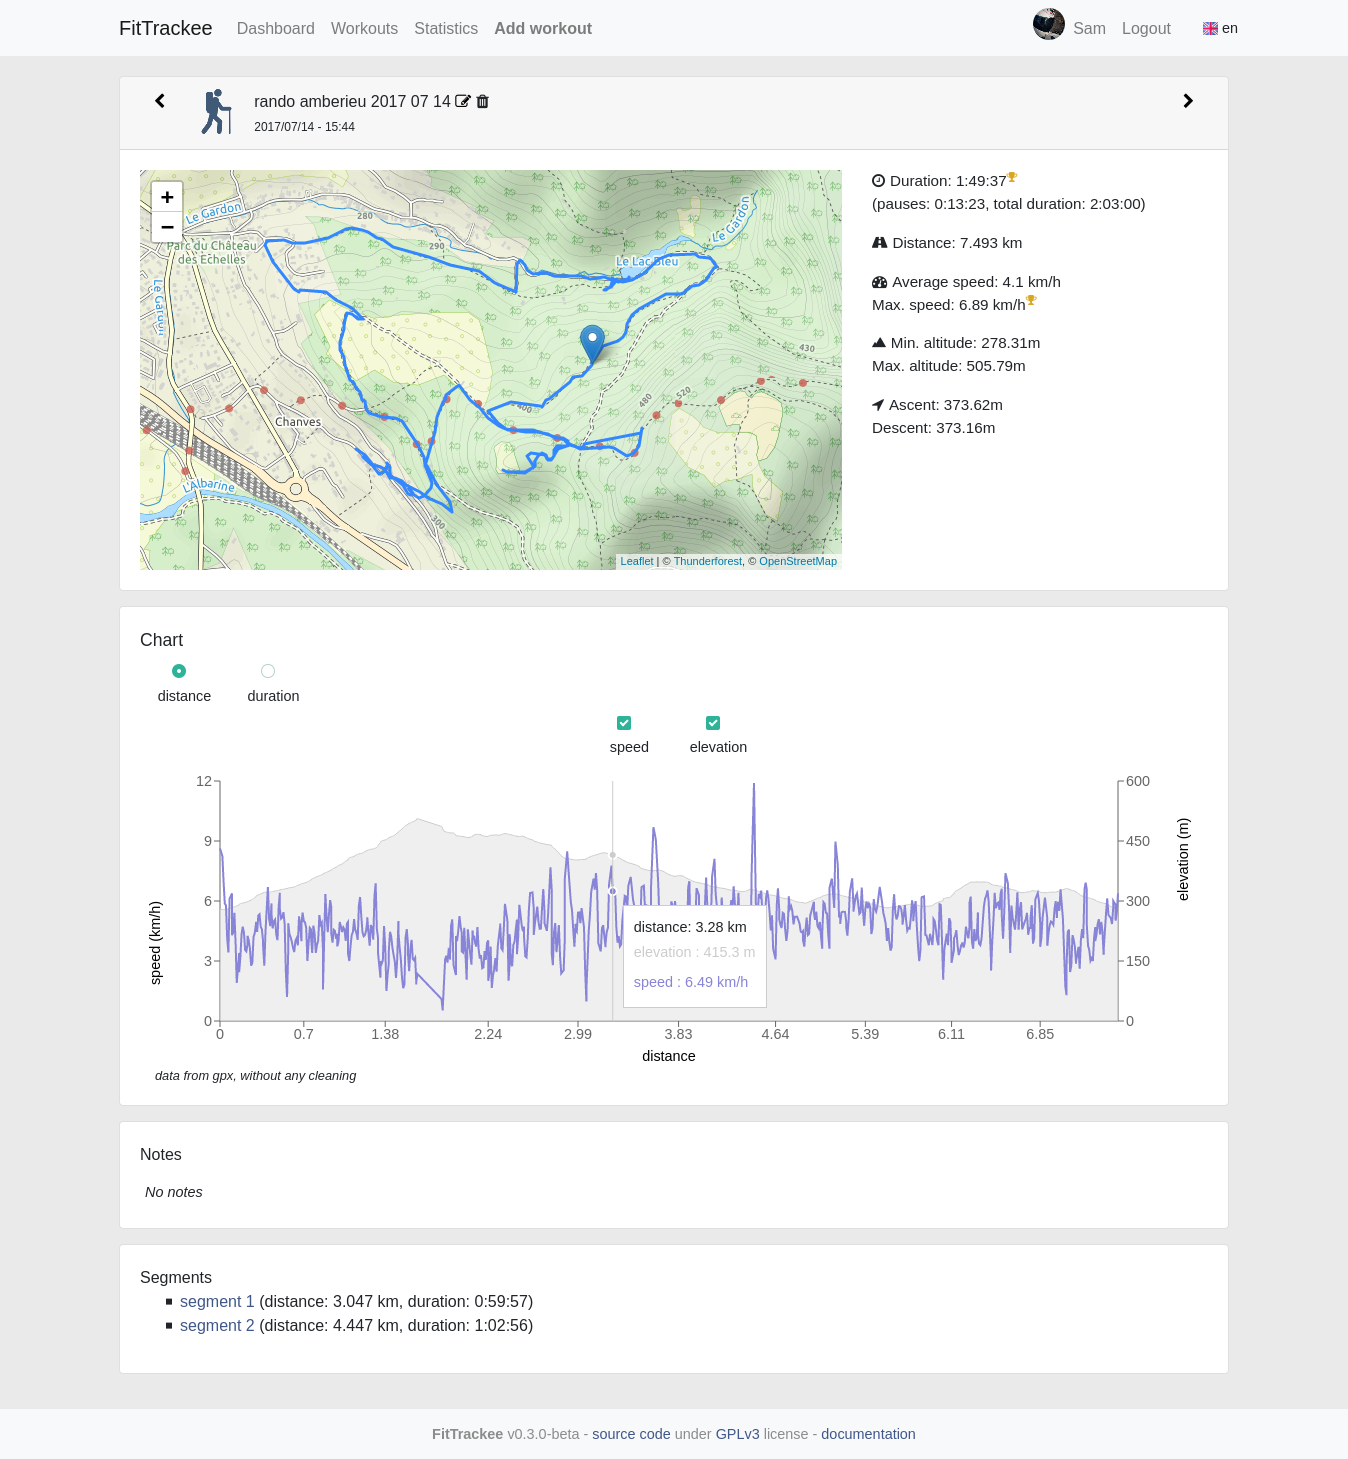 FitTrackee Dashboard Workouts Statistics Add workout Sam Logout en
rando amberieu 2017 07 14
2017/07/14 - 15:44
+
−
Le Gardon
280
290
Parc du Château
des Echelles
Le Gardon
Le Lac Bleu
Le Gardon
430
520
480
400
Chanves
L'Albarine
300
Leaflet | © Thunderforest, © OpenStreetMap
Duration: 1:49:37
(pauses: 0:13:23, total duration: 2:03:00)
Distance: 7.493 km
Average speed: 4.1 km/h
Max. speed: 6.89 km/h
Min. altitude: 278.31m
Max. altitude: 505.79m
Ascent: 373.62m
Descent: 373.16m
Chart
distance duration
speed elevation
12 600
9 450
6 300
3 150
0 0
speed (km/h)
elevation (m)
distance: 3.28 km
elevation : 415.3 m
speed : 6.49 km/h
0 0.7 1.38 2.24 2.99 3.83 4.64 5.39 6.11 6.85
distance
data from gpx, without any cleaning
Notes
No notes
Segments
segment 1 (distance: 3.047 km, duration: 0:59:57)
segment 2 (distance: 4.447 km, duration: 1:02:56)
FitTrackee v0.3.0-beta - source code under GPLv3 license - documentation